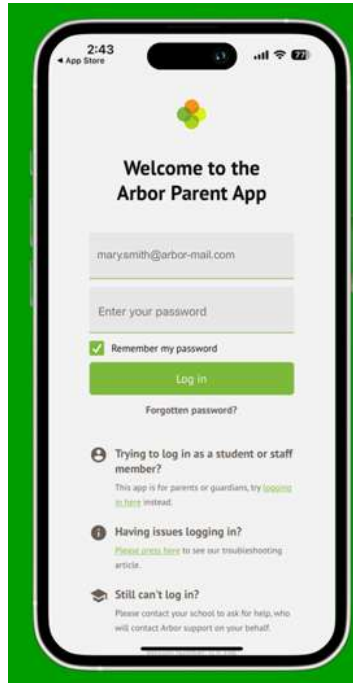 2:43
77
◀ App Store
Welcome to the
Arbor Parent App
mary.smith@arbor-mail.com
Enter your password
Remember my password
Log in
Forgotten password?
Trying to log in as a student or staff
member?
This app is for parents or guardians, try logging
in here instead.
Having issues logging in?
Please press here to see our troubleshooting
article.
Still can't log in?
Please contact your school to ask for help, who
will contact Arbor support on your behalf.